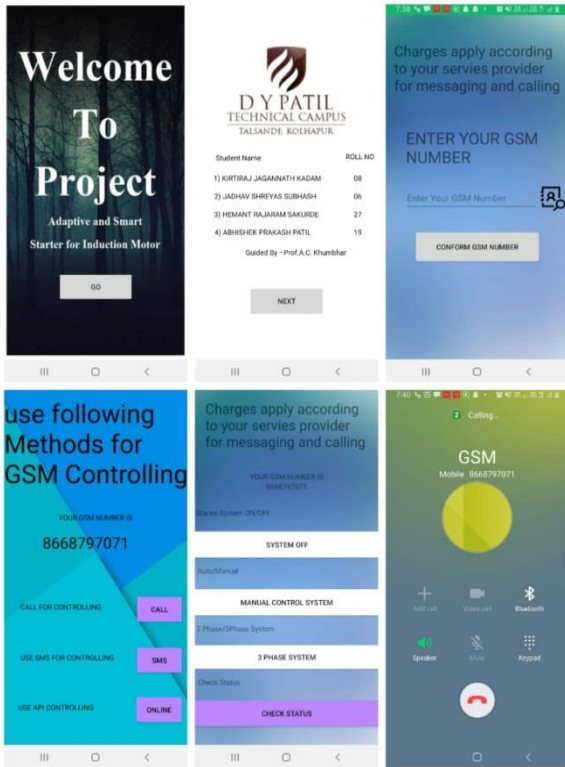 Welcome
To
Project
Adaptive and Smart
Starter for Induction Motor
GO
D Y PATIL
TECHNICAL CAMPUS
TALSANDE, KOLHAPUR
Student Name ROLL NO
1) KIRTIRAJ JAGANNATH KADAM 08
2) JADHAV SHREYAS SUBHASH 06
3) HEMANT RAJARAM SAKURDE 27
4) ABHISHEK PRAKASH PATIL 19
Guided By –Prof.A.C. Khumbhar
NEXT
7:38
Charges apply according
to your servies provider
for messaging and calling
ENTER YOUR GSM
NUMBER
Enter Your GSM Number
CONFORM GSM NUMBER
use following
Methods for
GSM Controlling
YOUR GSM NUMBER IS
8668797071
CALL FOR CONTROLLING CALL
USE SMS FOR CONTROLLING SMS
USE API CONTROLLING ONLINE
Charges apply according
to your servies provider
for messaging and calling
YOUR GSM NUMBER IS
8668797071
Starter System ON/OFF
SYSTEM OFF
Auto/Manual
MANUAL CONTROL SYSTEM
2 Phase/3Phase System
3 PHASE SYSTEM
Check Status
CHECK STATUS
7:40
2 Calling...
GSM
Mobile 8668797071
Add call Video call Bluetooth
Speaker Mute Keypad